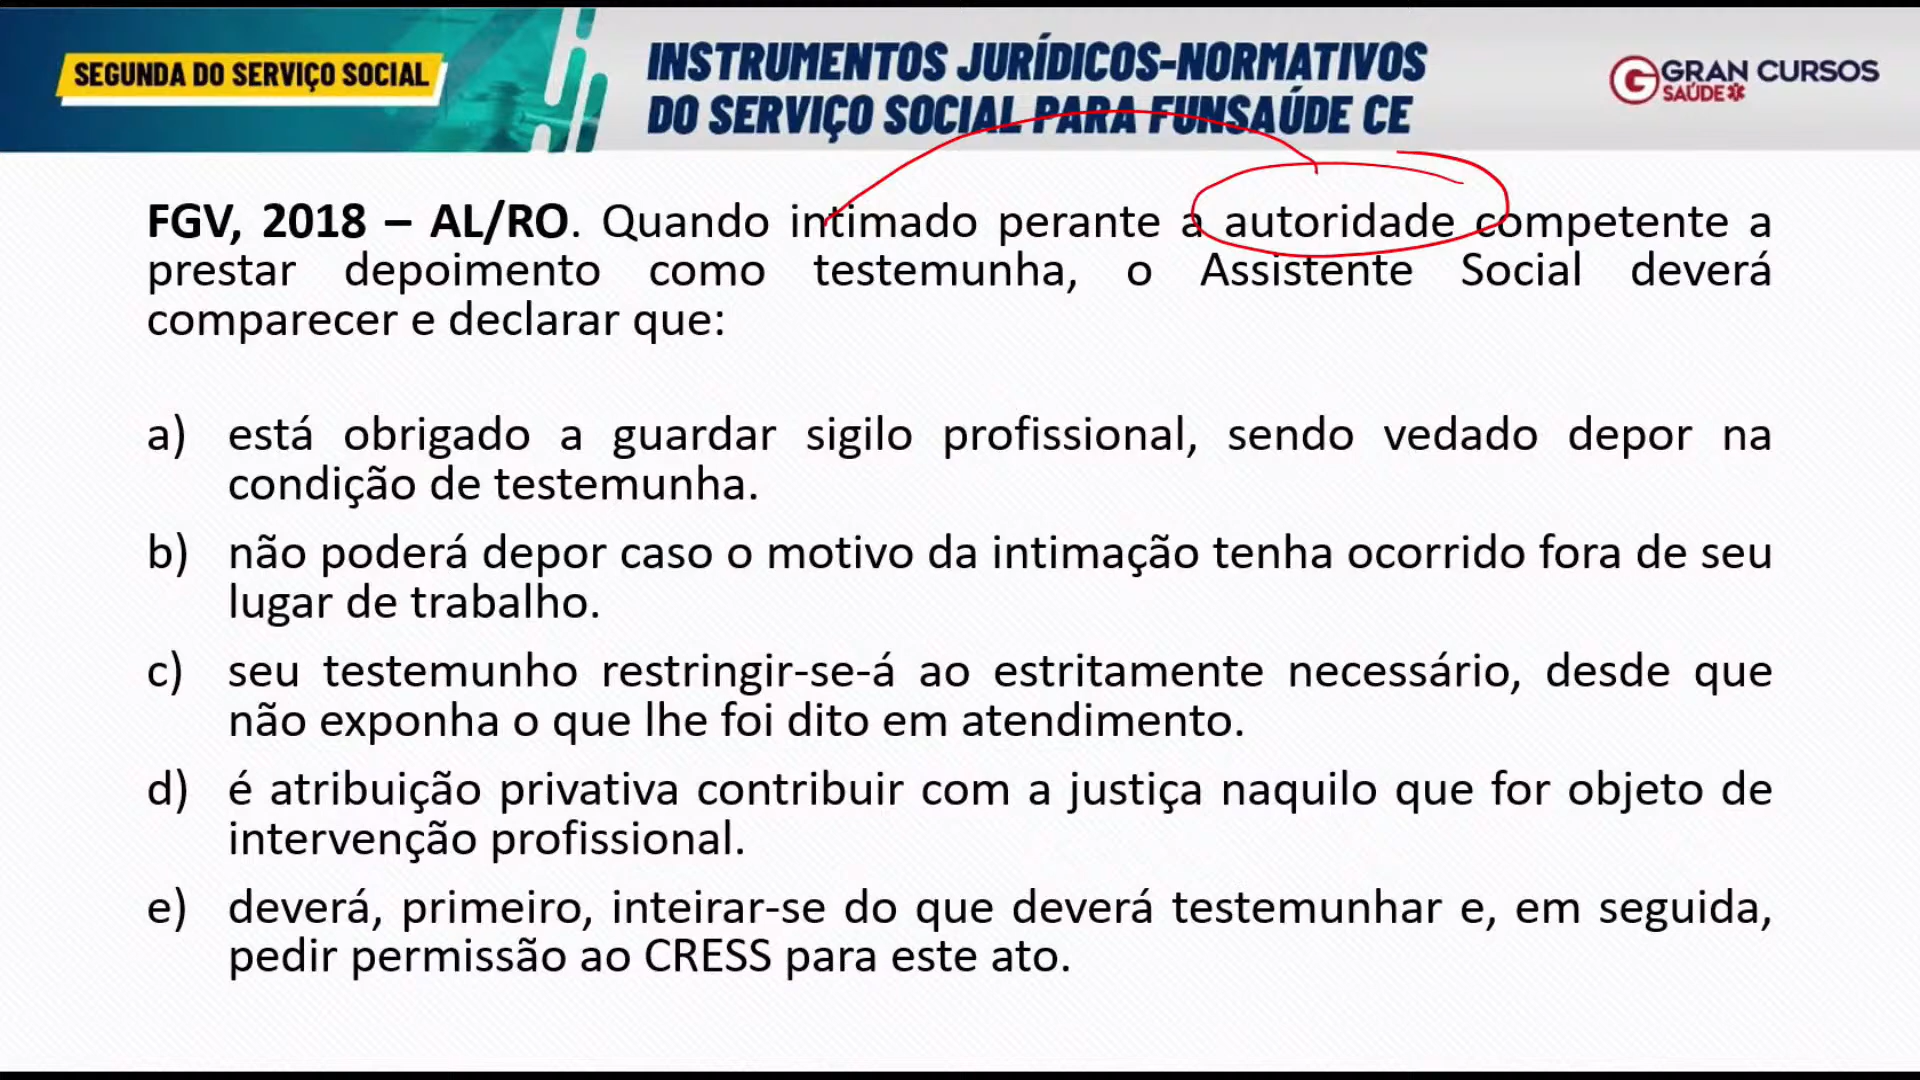 SEGUNDA DO SERVIÇO SOCIAL
INSTRUMENTOS JURÍDICOS-NORMATIVOS
DO SERVIÇO SOCIAL PARA FUNSAÚDE CE
G GRAN CURSOS
SAÚDE
FGV, 2018 – AL/RO. Quando intimado perante a autoridade competente a
prestar depoimento como testemunha, o Assistente Social deverá
comparecer e declarar que:
a) está obrigado a guardar sigilo profissional, sendo vedado depor na
condição de testemunha.
b) não poderá depor caso o motivo da intimação tenha ocorrido fora de seu
lugar de trabalho.
c) seu testemunho restringir-se-á ao estritamente necessário, desde que
não exponha o que lhe foi dito em atendimento.
d) é atribuição privativa contribuir com a justiça naquilo que for objeto de
intervenção profissional.
e) deverá, primeiro, inteirar-se do que deverá testemunhar e, em seguida,
pedir permissão ao CRESS para este ato.